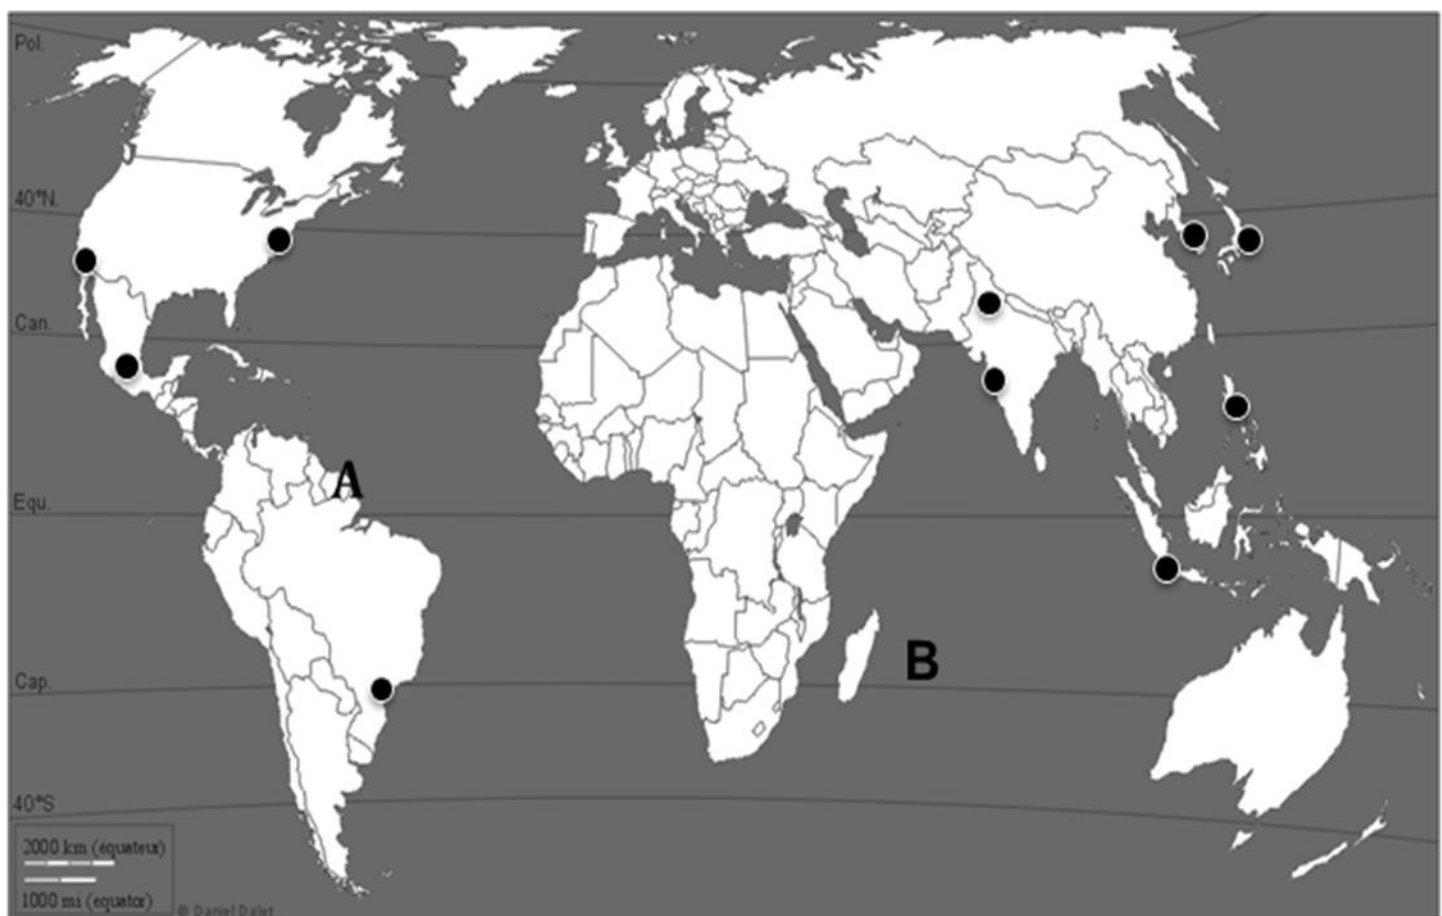 Pol.
40°N.
Can.
A
Equ.
B
Cap.
40°S
2000 km (équateur)
1000 mi (equator)
© Daniel Dalet